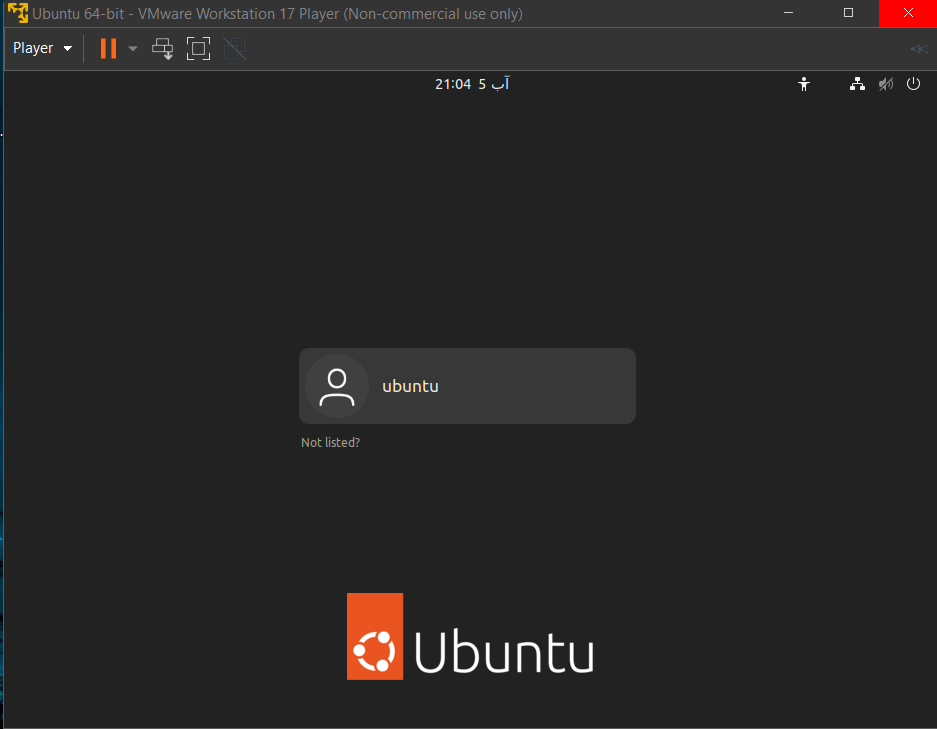 Ubuntu 64-bit - VMware Workstation 17 Player (Non-commercial use only)
Player
21:04 5 آب
ubuntu
Not listed?
Ubuntu